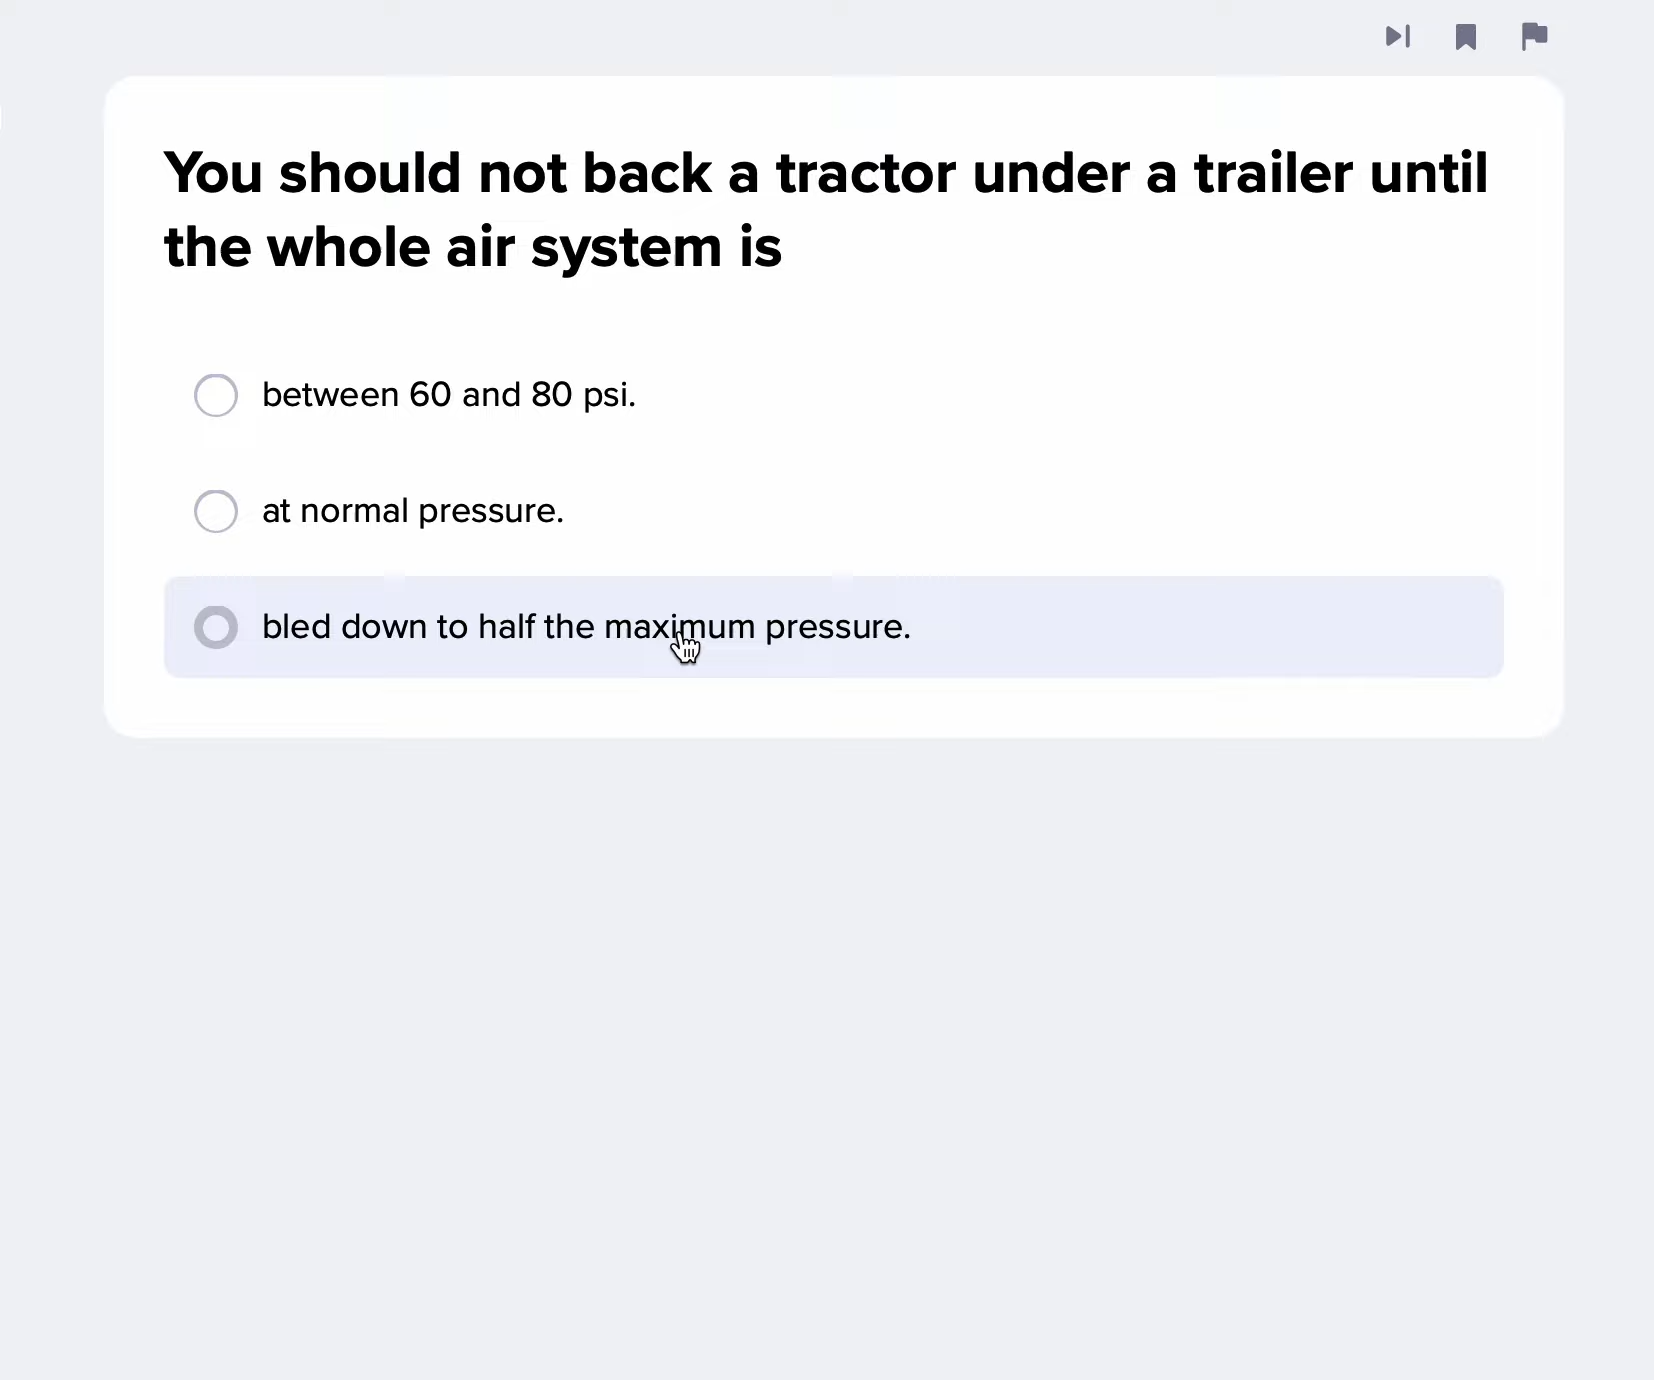 You should not back a tractor under a trailer until
the whole air system is
between 60 and 80 psi.
at normal pressure.
bled down to half the maximum pressure.